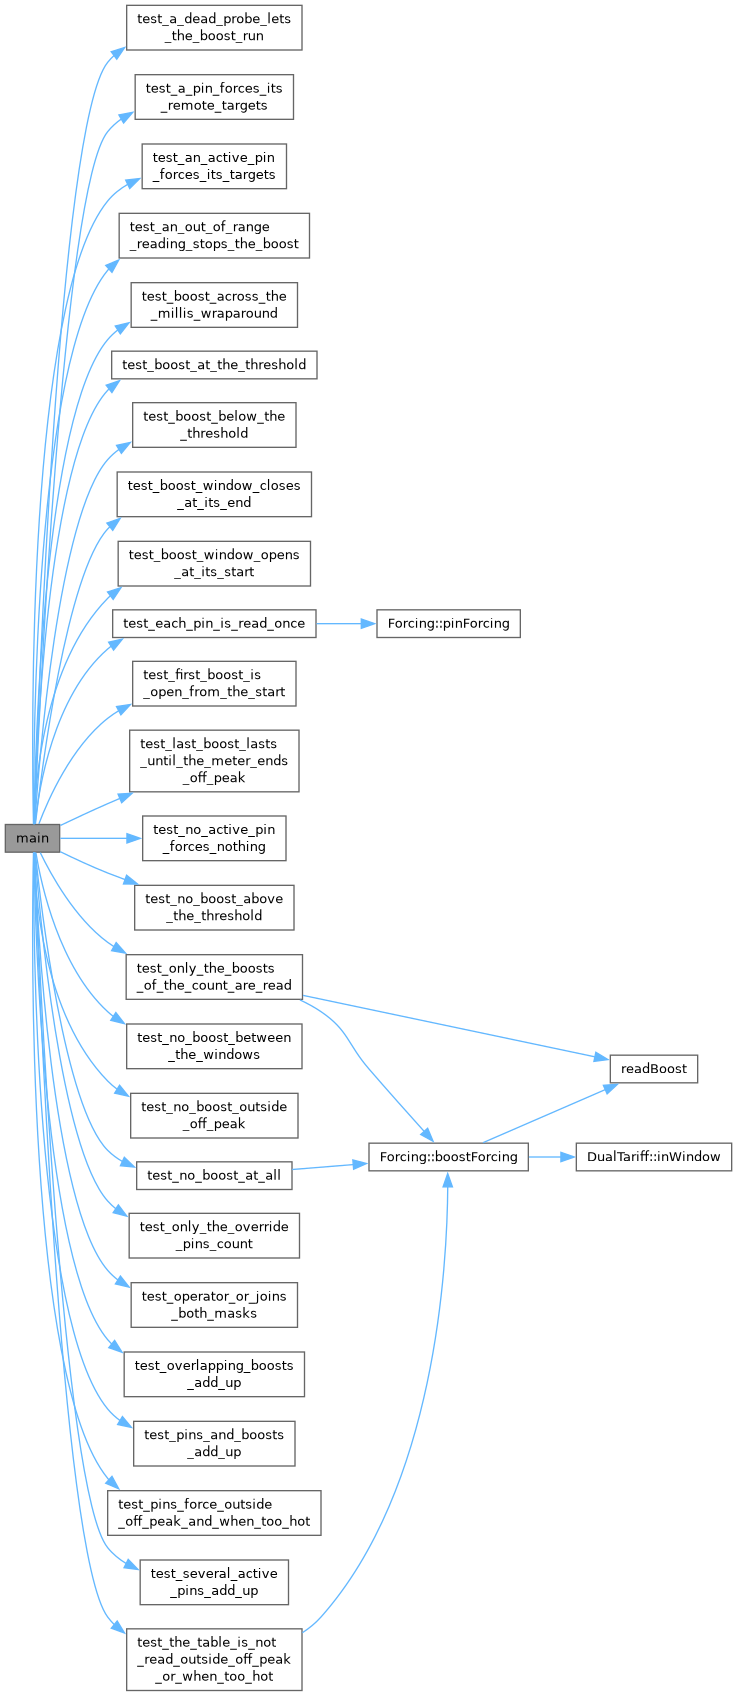 test_a_dead_probe_lets
_the_boost_run
test_a_pin_forces_its
_remote_targets
test_an_active_pin
_forces_its_targets
test_an_out_of_range
_reading_stops_the_boost
test_boost_across_the
_millis_wraparound
test_boost_at_the_threshold
test_boost_below_the
_threshold
test_boost_window_closes
_at_its_end
test_boost_window_opens
_at_its_start
test_each_pin_is_read_once
Forcing::pinForcing
test_first_boost_is
_open_from_the_start
test_last_boost_lasts
_until_the_meter_ends
_off_peak
main
test_no_active_pin
_forces_nothing
test_no_boost_above
_the_threshold
test_only_the_boosts
_of_the_count_are_read
test_no_boost_between
_the_windows
readBoost
test_no_boost_outside
_off_peak
Forcing::boostForcing
DualTariff::inWindow
test_no_boost_at_all
test_only_the_override
_pins_count
test_operator_or_joins
_both_masks
test_overlapping_boosts
_add_up
test_pins_and_boosts
_add_up
test_pins_force_outside
_off_peak_and_when_too_hot
test_several_active
_pins_add_up
test_the_table_is_not
_read_outside_off_peak
_or_when_too_hot